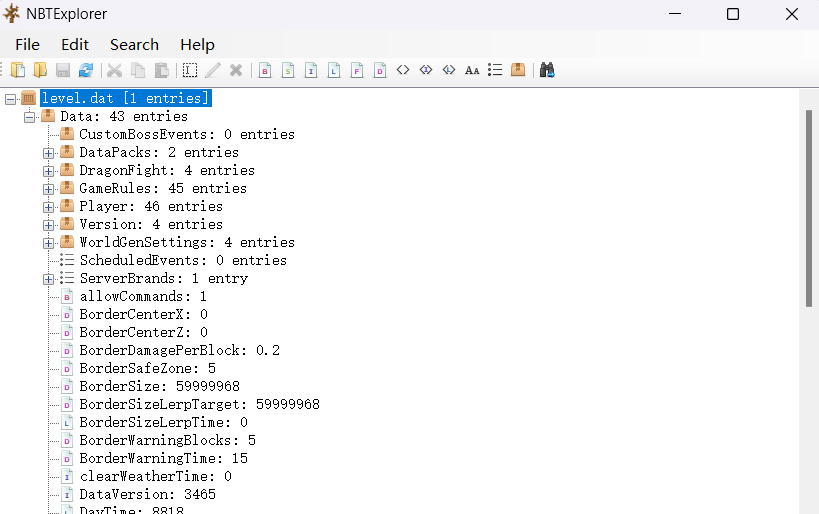 NBTExplorer
File Edit Search Help
B S I L F D <> <> <> AA
level.dat [1 entries]
Data: 43 entries
CustomBossEvents: 0 entries
DataPacks: 2 entries
DragonFight: 4 entries
GameRules: 45 entries
Player: 46 entries
Version: 4 entries
WorldGenSettings: 4 entries
ScheduledEvents: 0 entries
ServerBrands: 1 entry
B allowCommands: 1
D BorderCenterX: 0
D BorderCenterZ: 0
D BorderDamagePerBlock: 0.2
D BorderSafeZone: 5
D BorderSize: 59999968
D BorderSizeLerpTarget: 59999968
L BorderSizeLerpTime: 0
D BorderWarningBlocks: 5
D BorderWarningTime: 15
I clearWeatherTime: 0
I DataVersion: 3465
L DayTime: 8818